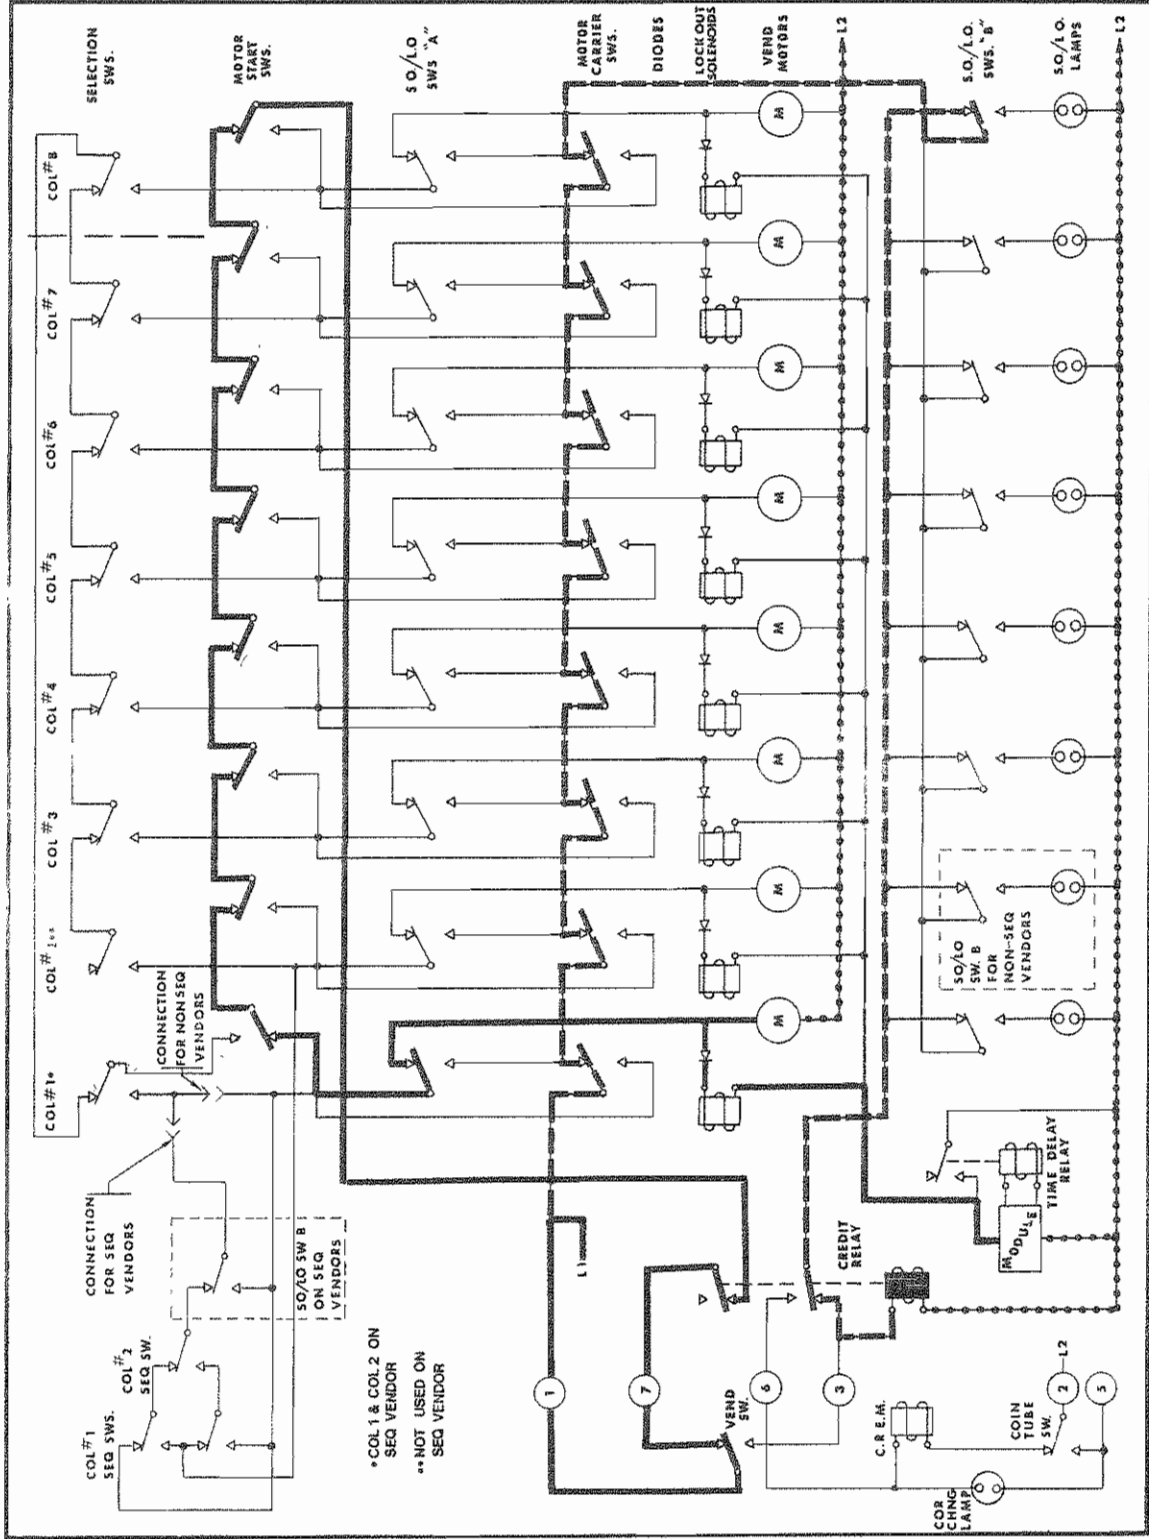 SELECTION
SWS.
MOTOR
START
SWS.
S O./L.O
SWS "A"
MOTOR
CARRIER
SWS.
DIODES
LOCK OUT
SOLENOIDS
VEND
MOTORS
L2
S.O./L.O.
SWS. "B"
S.O./L.O.
LAMPS
L2
COL#8
COL#7
COL#6
COL#5
COL#4
COL #3
COL#1**
COL#1*
M
M
M
M
M
M
M
M
CONNECTION
FOR NONSEQ
VENDORS
CONNECTION
FOR SEQ
VENDORS
SO/LO SW B
ON SEQ
VENDORS
COL#2
SEQ SW.
COL#1
SEQ SWS.
*COL 1 & COL 2 ON
SEQ VENDOR
**NOT USED ON
SEQ VENDOR
SO/LO
SW. B
FOR
NON-SEQ
VENDORS
L1
1
7
6
3
VEND
SW.
CREDIT
RELAY
MODULE
TIME DELAY
RELAY
C.R.E.M.
COIN
TUBE
SW.
2
L2
5
COR
CHNG
LAMP